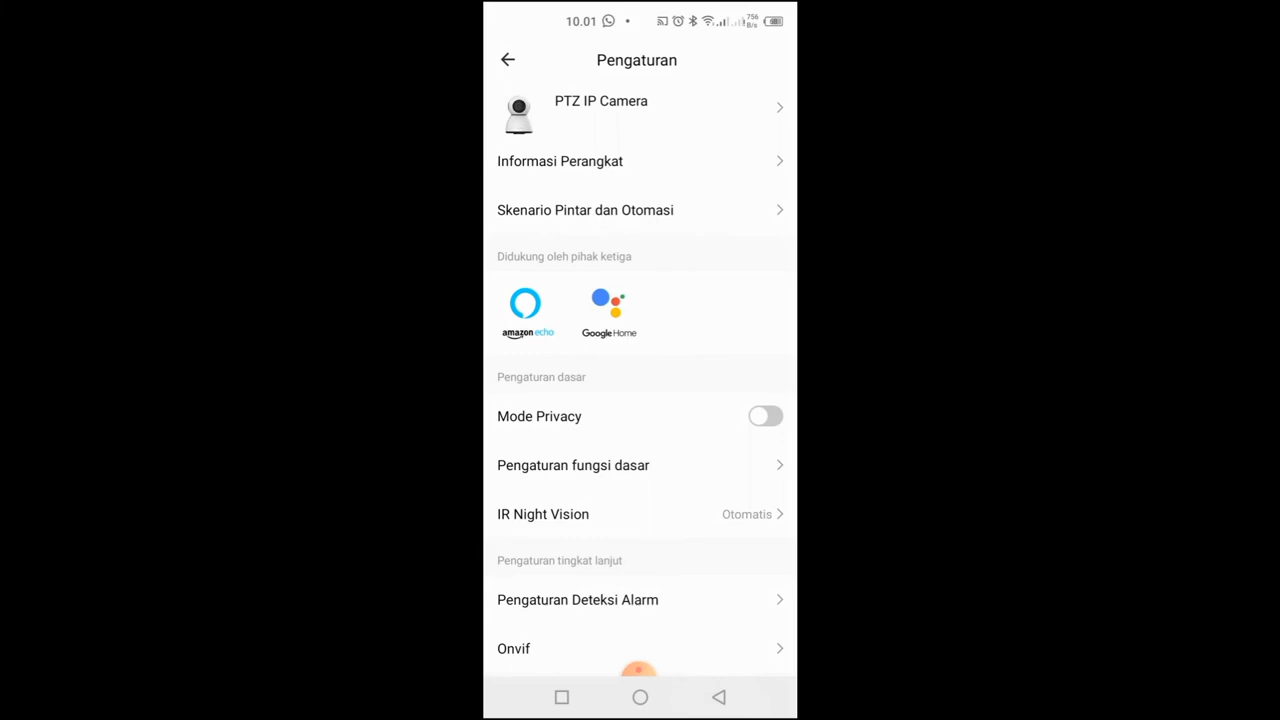 10.01
756
B/s
Pengaturan
PTZ IP Camera
Informasi Perangkat
Skenario Pintar dan Otomasi
Didukung oleh pihak ketiga
amazon echo
Google Home
Pengaturan dasar
Mode Privacy
Pengaturan fungsi dasar
IR Night Vision
Otomatis
Pengaturan tingkat lanjut
Pengaturan Deteksi Alarm
Onvif